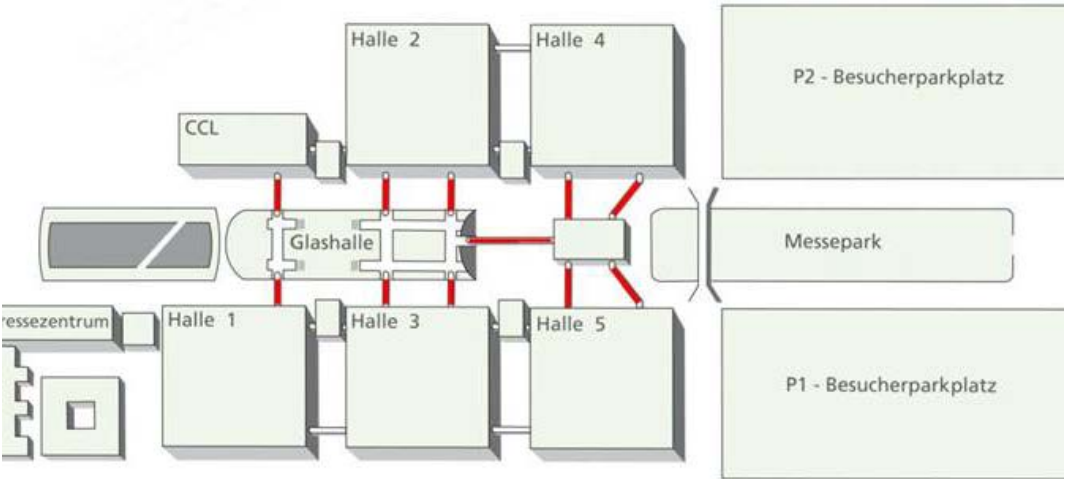 Halle 2
Halle 4
P2 - Besucherparkplatz
CCL
Glashalle
Messepark
ressezentrum
Halle 1
Halle 3
Halle 5
P1 - Besucherparkplatz